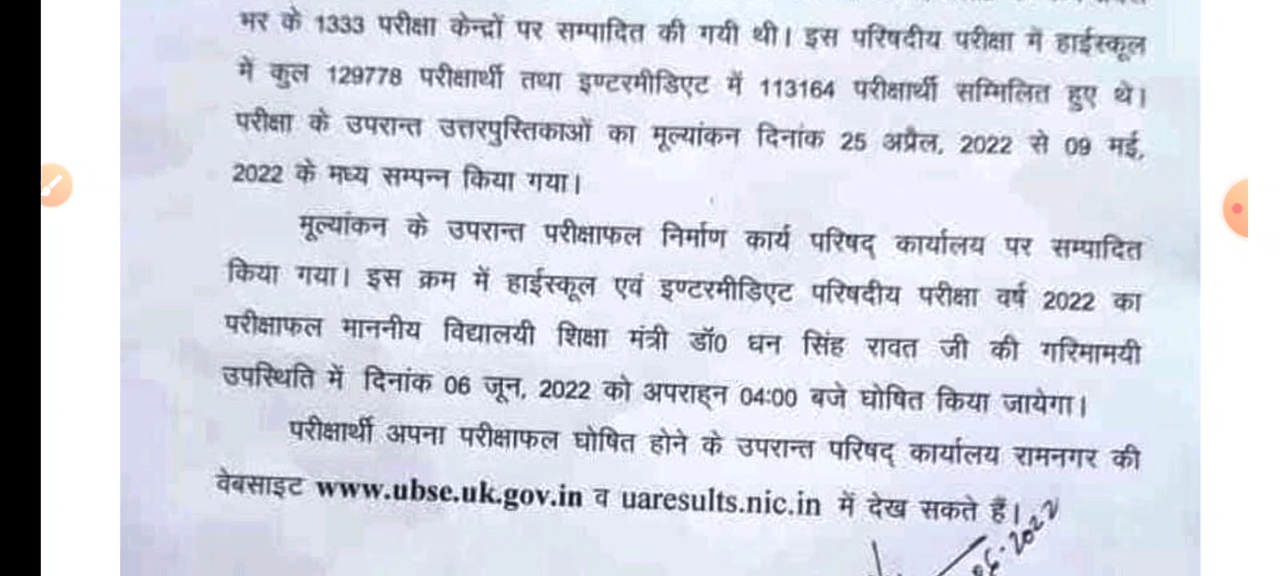 भर के 1333 परीक्षा केन्द्रों पर सम्पादित की गयी थी। इस परिषदीय परीक्षा में हाईस्कूल
में कुल 129778 परीक्षार्थी तथा इण्टरमीडिएट में 113164 परीक्षार्थी सम्मिलित हुए थे।
परीक्षा के उपरान्त उत्तरपुस्तिकाओं का मूल्यांकन दिनांक 25 अप्रैल, 2022 से 09 मई,
2022 के मध्य सम्पन्न किया गया।
मूल्यांकन के उपरान्त परीक्षाफल निर्माण कार्य परिषद् कार्यालय पर सम्पादित
किया गया। इस क्रम में हाईस्कूल एवं इण्टरमीडिएट परिषदीय परीक्षा वर्ष 2022 का
परीक्षाफल माननीय विद्यालयी शिक्षा मंत्री डॉ0 धन सिंह रावत जी की गरिमामयी
उपस्थिति में दिनांक 06 जून, 2022 को अपराह्न 04:00 बजे घोषित किया जायेगा।
परीक्षार्थी अपना परीक्षाफल घोषित होने के उपरान्त परिषद् कार्यालय रामनगर की
वेबसाइट www.ubse.uk.gov.in व uaresults.nic.in में देख सकते हैं।